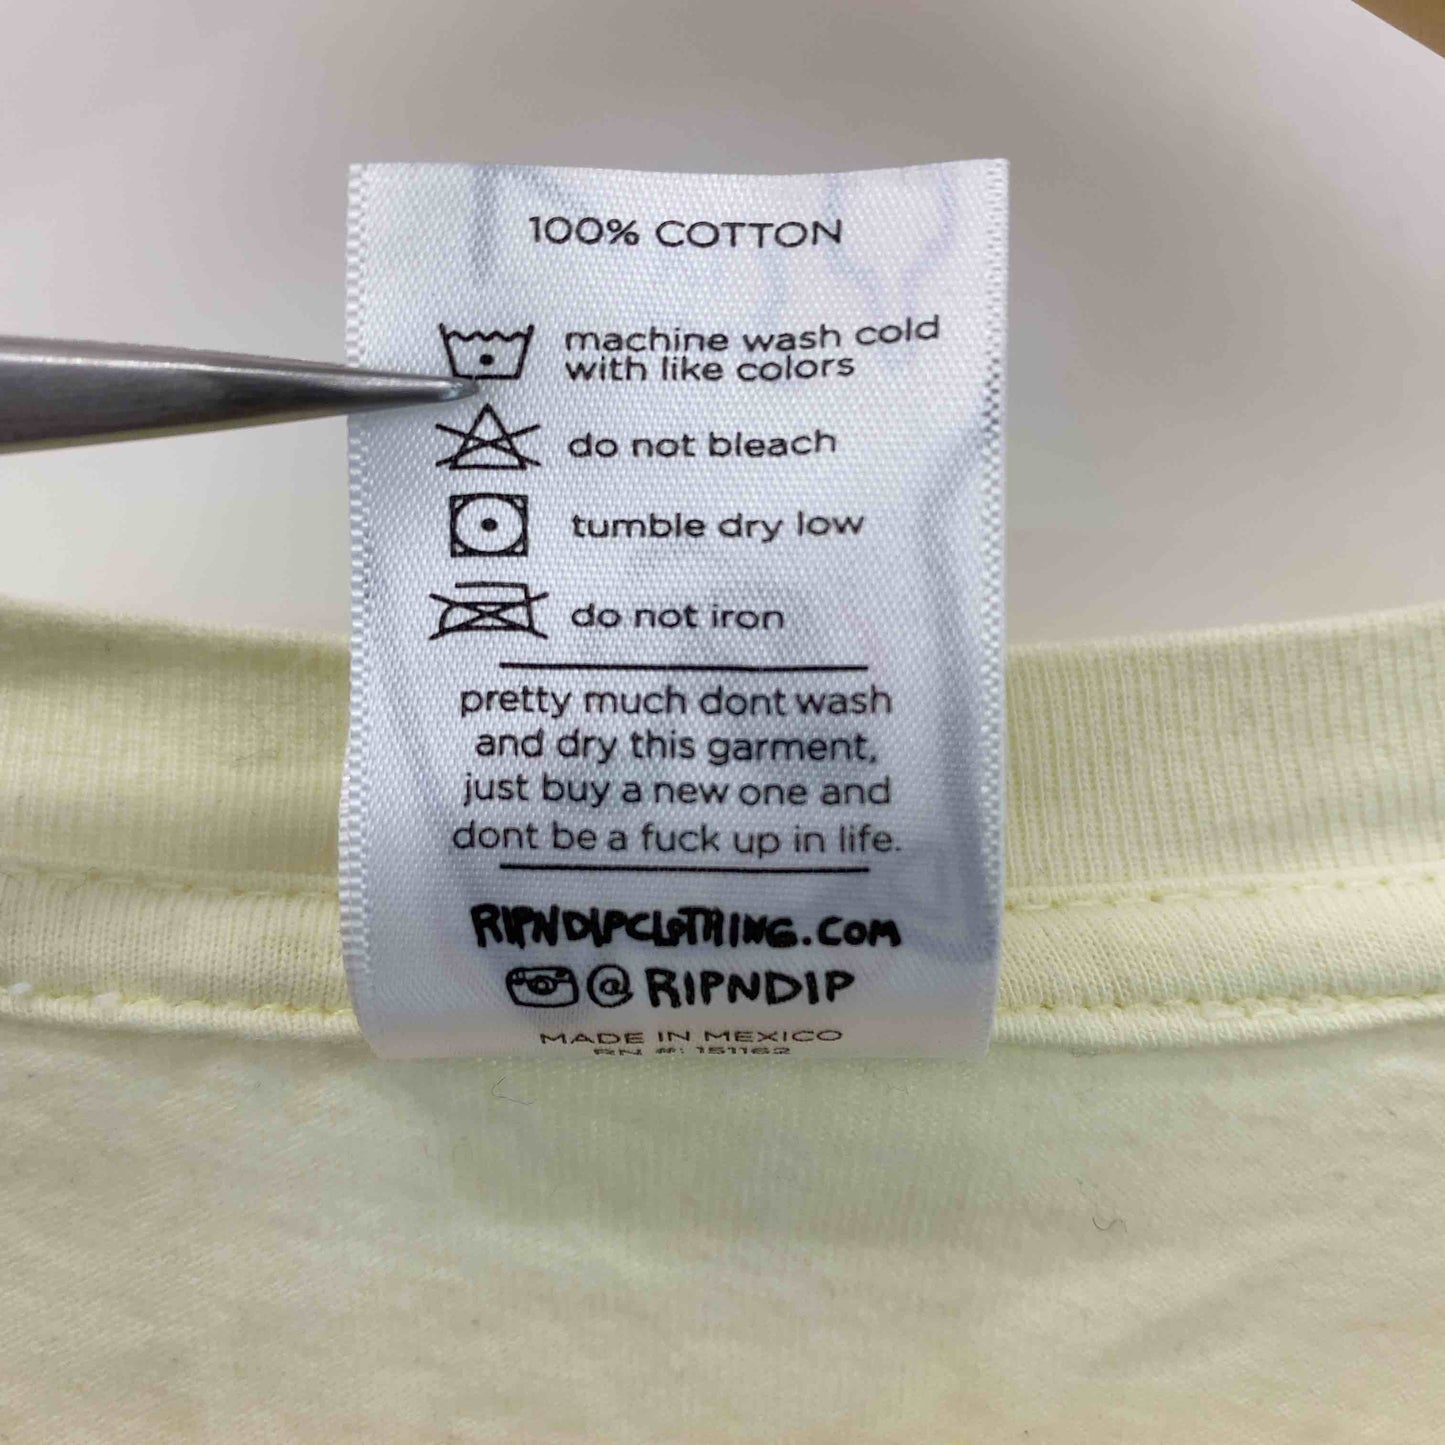 100% COTTON
machine wash cold
with like colors
do not bleach
tumble dry low
do not iron
pretty much dont wash
and dry this garment,
just buy a new one and
dont be a fuck up in life.
RIPNDIPCLOTHING.COM
@RIPNDIP
MADE IN MEXICO
RN #: 151162